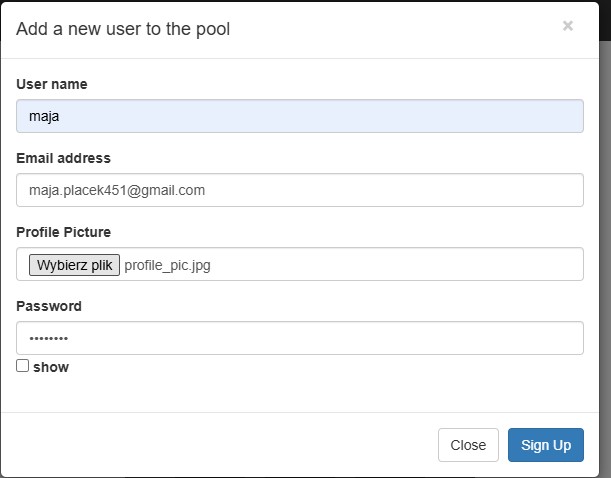 Add a new user to the pool ×
User name
maja
Email address
maja.placek451@gmail.com
Profile Picture
Wybierz plik profile_pic.jpg
Password
••••••••
show
Close Sign Up